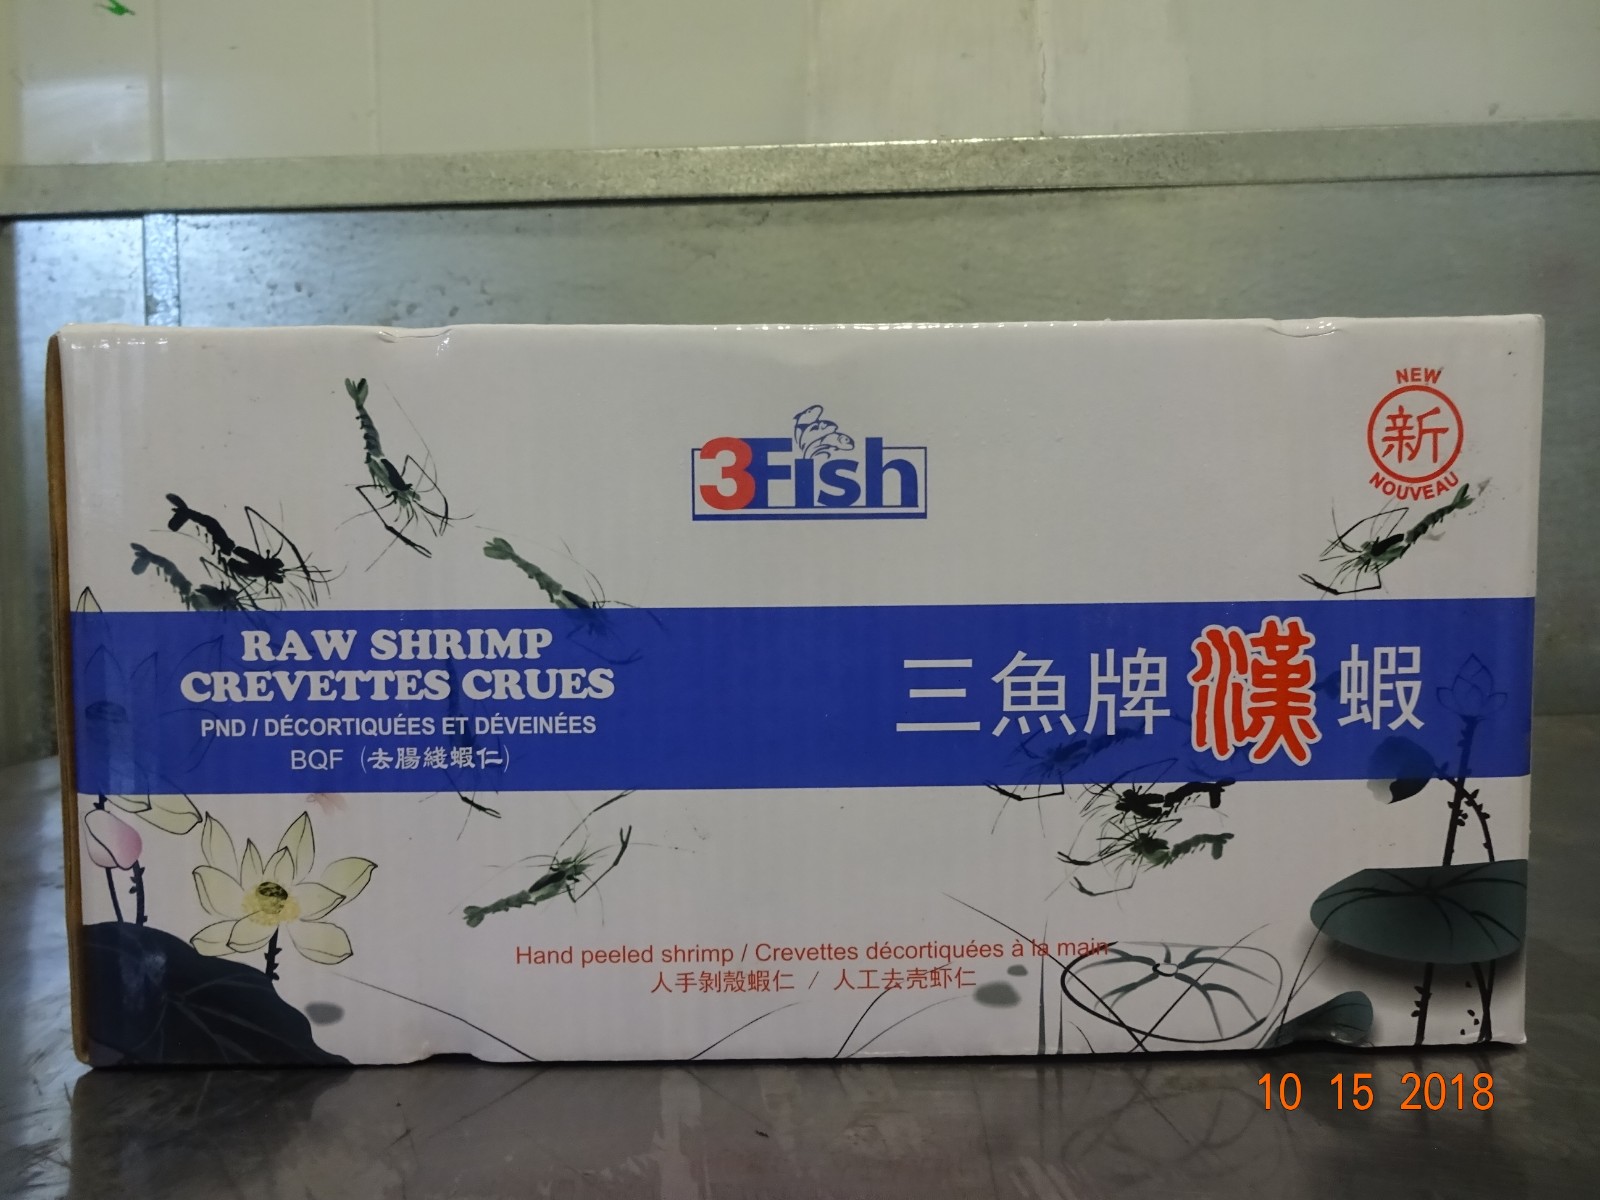 NEW
新
NOUVEAU
3Fish
RAW SHRIMP
CREVETTES CRUES
PND / DÉCORTIQUÉES ET DÉVEINÉES
BQF (去腸綫蝦仁)
三魚牌漢蝦
Hand peeled shrimp / Crevettes décortiquées à la main
人手剝殼蝦仁 / 人工去壳虾仁
10 15 2018